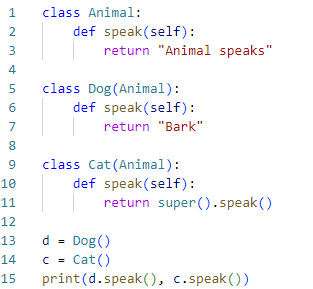 1 class Animal:
2     def speak(self):
3         return "Animal speaks"
4
5 class Dog(Animal):
6     def speak(self):
7         return "Bark"
8
9 class Cat(Animal):
10     def speak(self):
11         return super().speak()
12
13 d = Dog()
14 c = Cat()
15 print(d.speak(), c.speak())